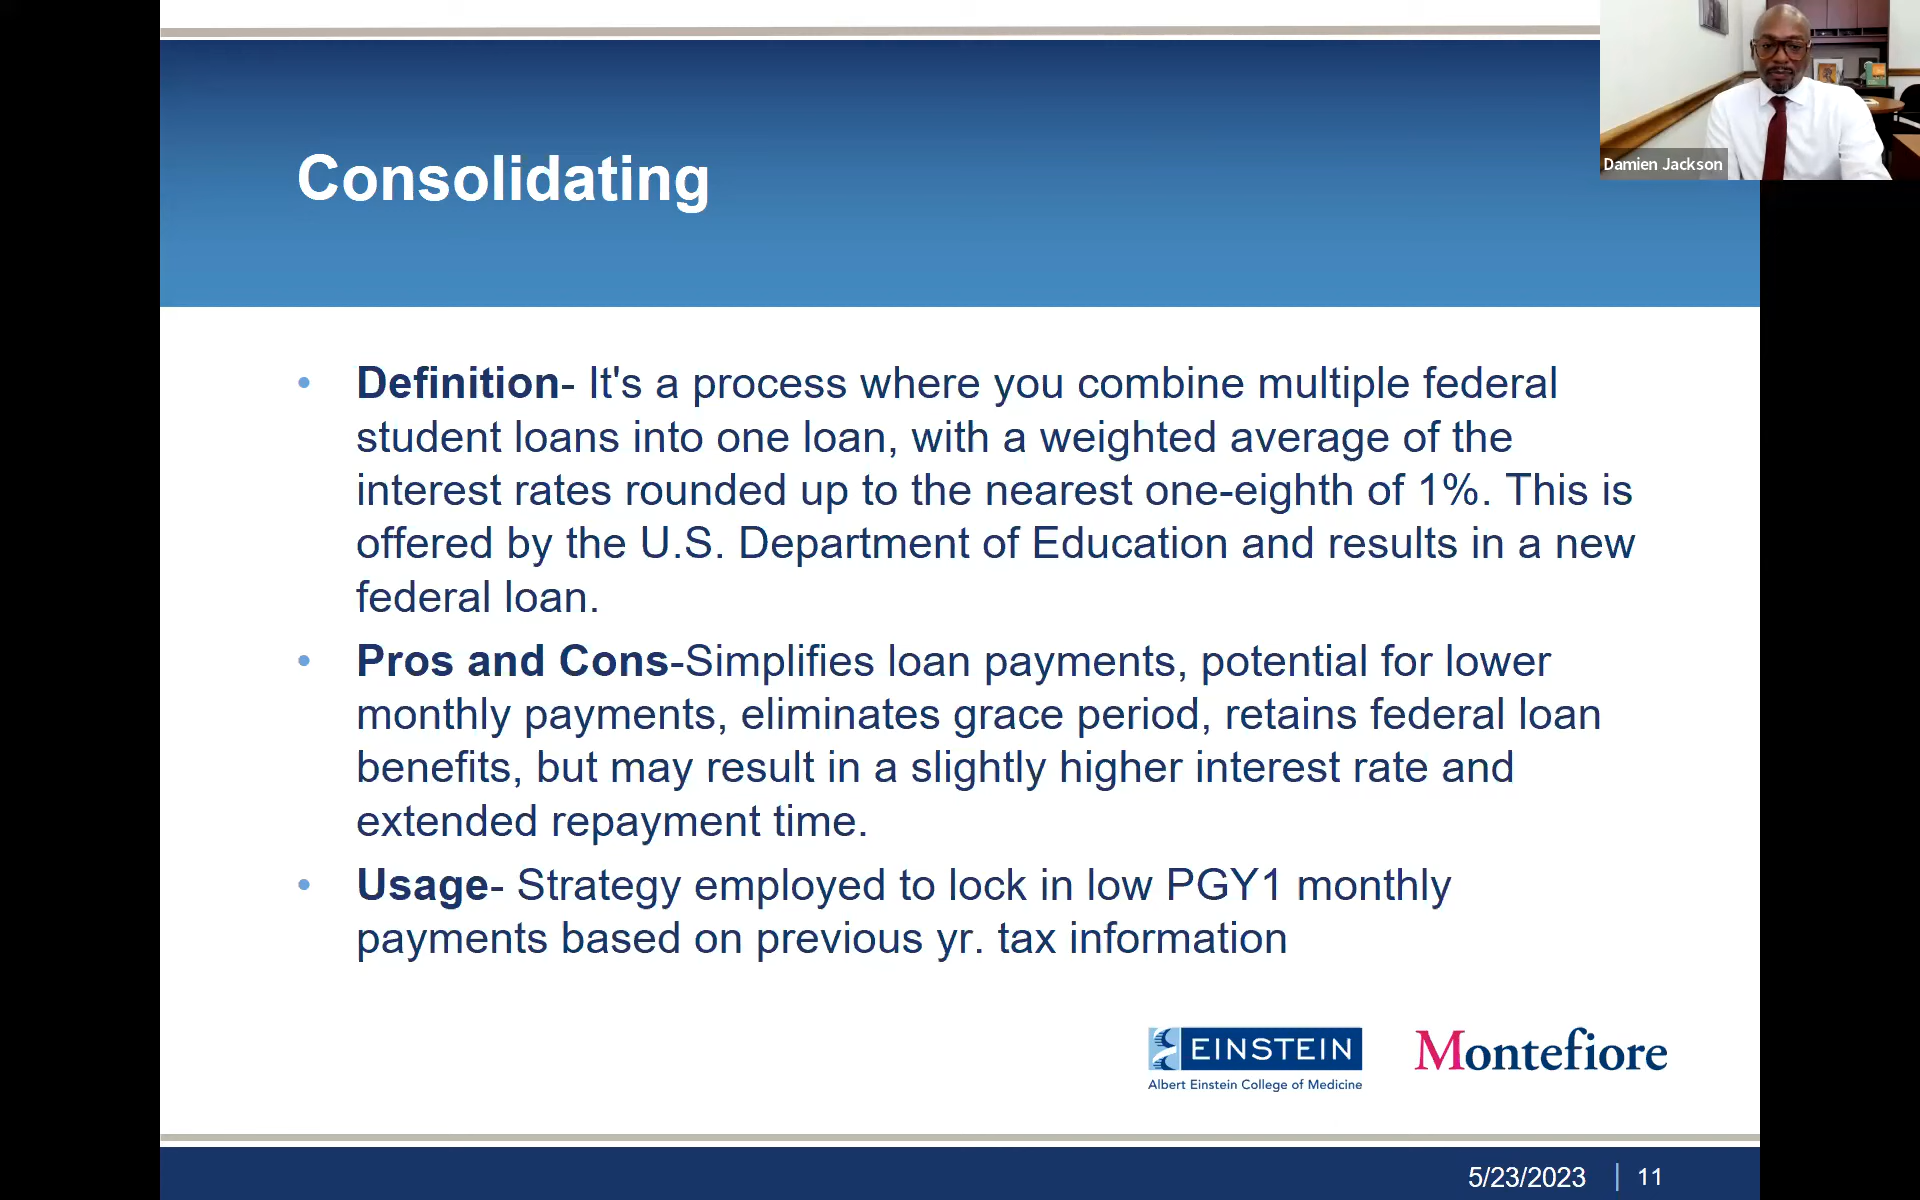 Damien Jackson
Consolidating
• Definition- It's a process where you combine multiple federal
student loans into one loan, with a weighted average of the
interest rates rounded up to the nearest one-eighth of 1%. This is
offered by the U.S. Department of Education and results in a new
federal loan.
• Pros and Cons-Simplifies loan payments, potential for lower
monthly payments, eliminates grace period, retains federal loan
benefits, but may result in a slightly higher interest rate and
extended repayment time.
• Usage- Strategy employed to lock in low PGY1 monthly
payments based on previous yr. tax information
EINSTEIN
Albert Einstein College of Medicine
Montefiore
5/23/2023 | 11